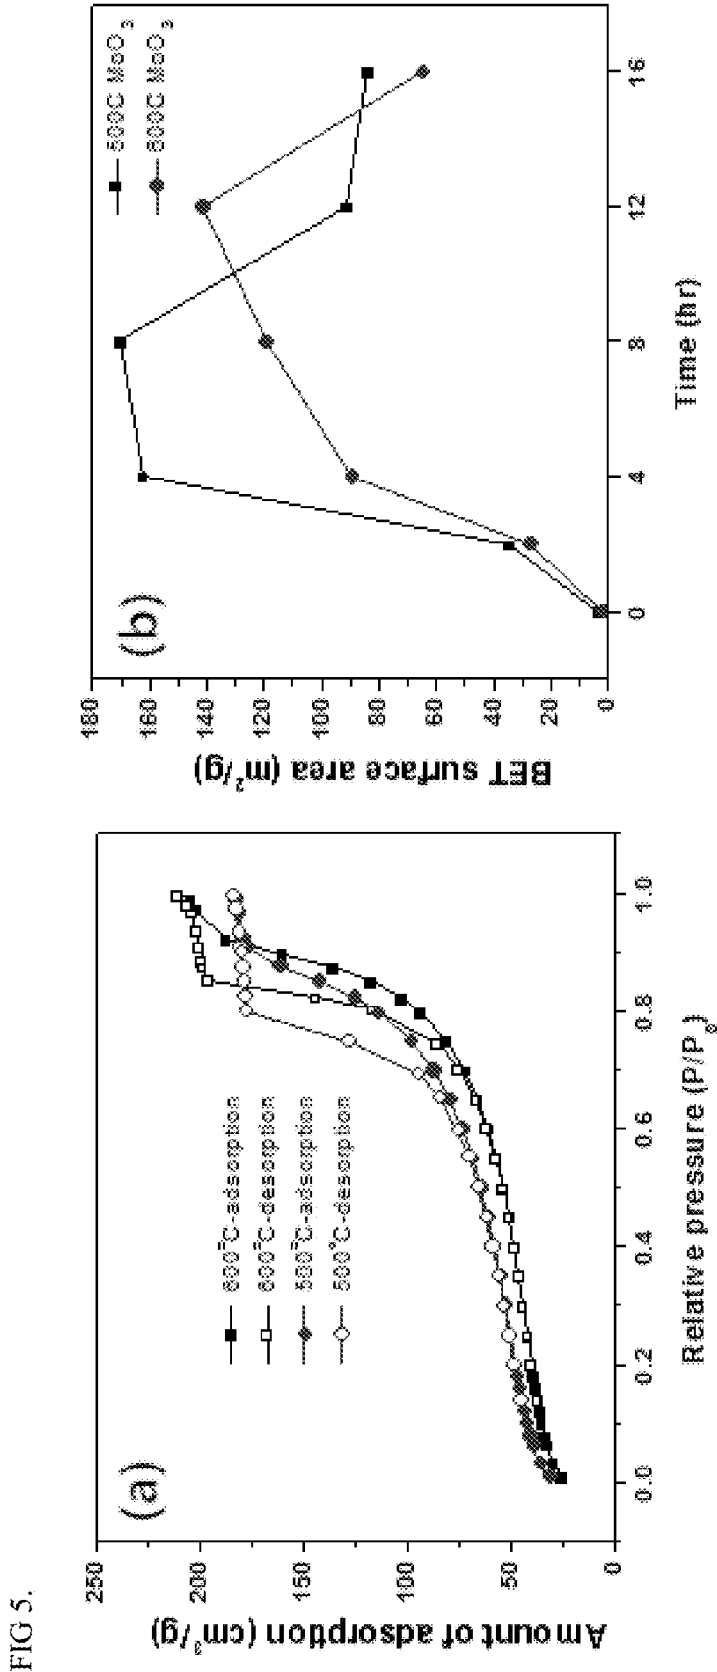 FIG 5.
(a)
Amount of adsorption (cm³/g)
250
200
150
100
50
0
600°C-adsorption
600°C-desorption
500°C-adsorption
500°C-desorption
0.0 0.2 0.4 0.6 0.8 1.0
Relative pressure (P/P₀)
(b)
BET surface area (m²/g)
180
160
140
120
100
80
60
40
20
0
MoO₃
MoO₃
0 4 8 12 16
Time (hr)